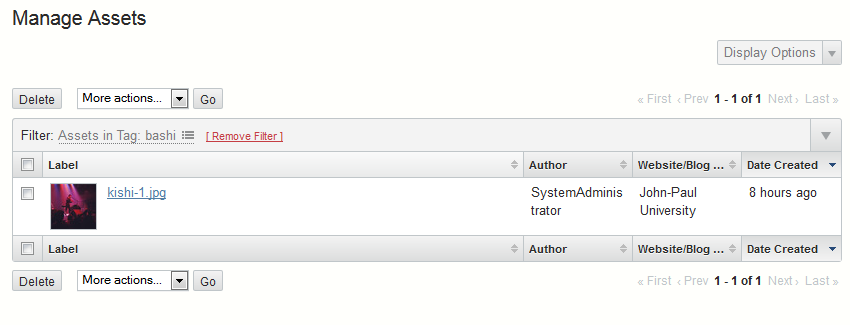 Manage Assets
Display Options
Delete More actions... Go « First ‹ Prev 1 - 1 of 1 Next › Last »
Filter: Assets in Tag: bashi [ Remove Filter ]
Label Author Website/Blog ... Date Created
kishi-1.jpg SystemAdminis John-Paul 8 hours ago
trator University
Label Author Website/Blog ... Date Created
Delete More actions... Go « First ‹ Prev 1 - 1 of 1 Next › Last »